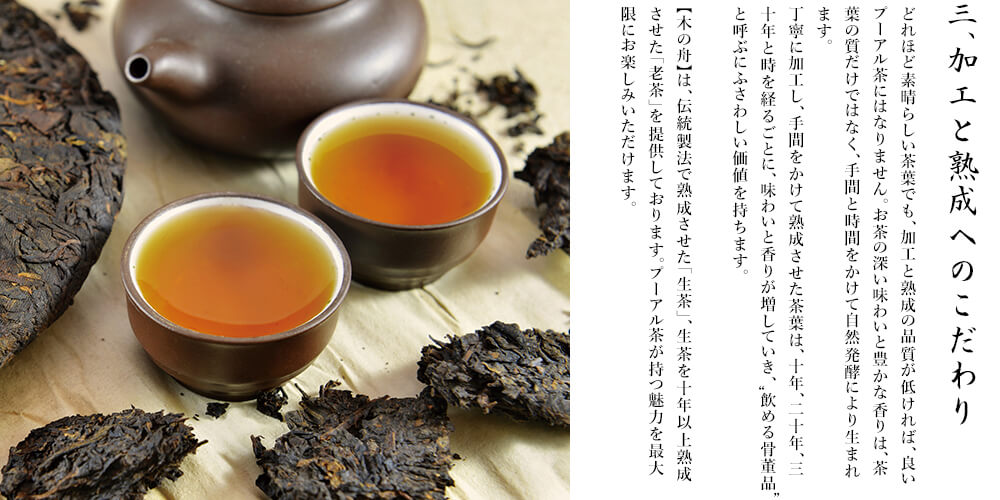 三、加工と熟成へのこだわり
どれほど素晴らしい茶葉でも、加工と熟成の品質が低ければ、良い
プーアル茶にはなりません。お茶の深い味わいと豊かな香りは、茶
葉の質だけではなく、手間と時間をかけて自然発酵により生まれ
ます。
丁寧に加工し、手間をかけて熟成させた茶葉は、十年、二十年、三
十年と時を経るごとに、味わいと香りが増していき、“飲める骨董品”
と呼ぶにふさわしい価値を持ちます。
【木の舟】は、伝統製法で熟成させた「生茶」、生茶を十年以上熟成
させた「老茶」を提供しております。プーアル茶が持つ魅力を最大
限にお楽しみいただけます。